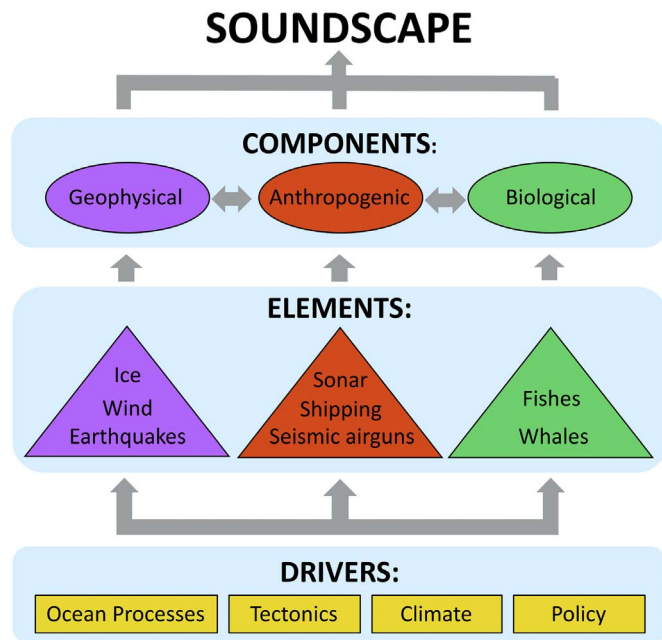 SOUNDSCAPE
COMPONENTS:
Geophysical
Anthropogenic
Biological
ELEMENTS:
Ice
Wind
Earthquakes
Sonar
Shipping
Seismic airguns
Fishes
Whales
DRIVERS:
Ocean Processes
Tectonics
Climate
Policy